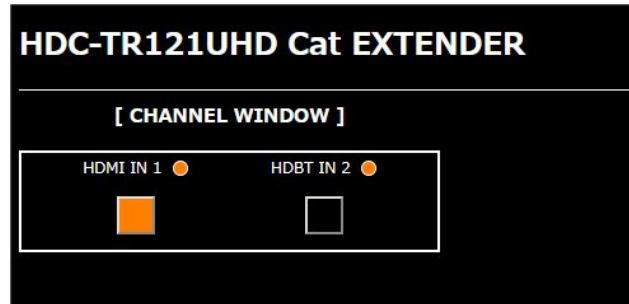 HDC-TR121UHD Cat EXTENDER
[ CHANNEL WINDOW ]
HDMI IN 1 HDBT IN 2